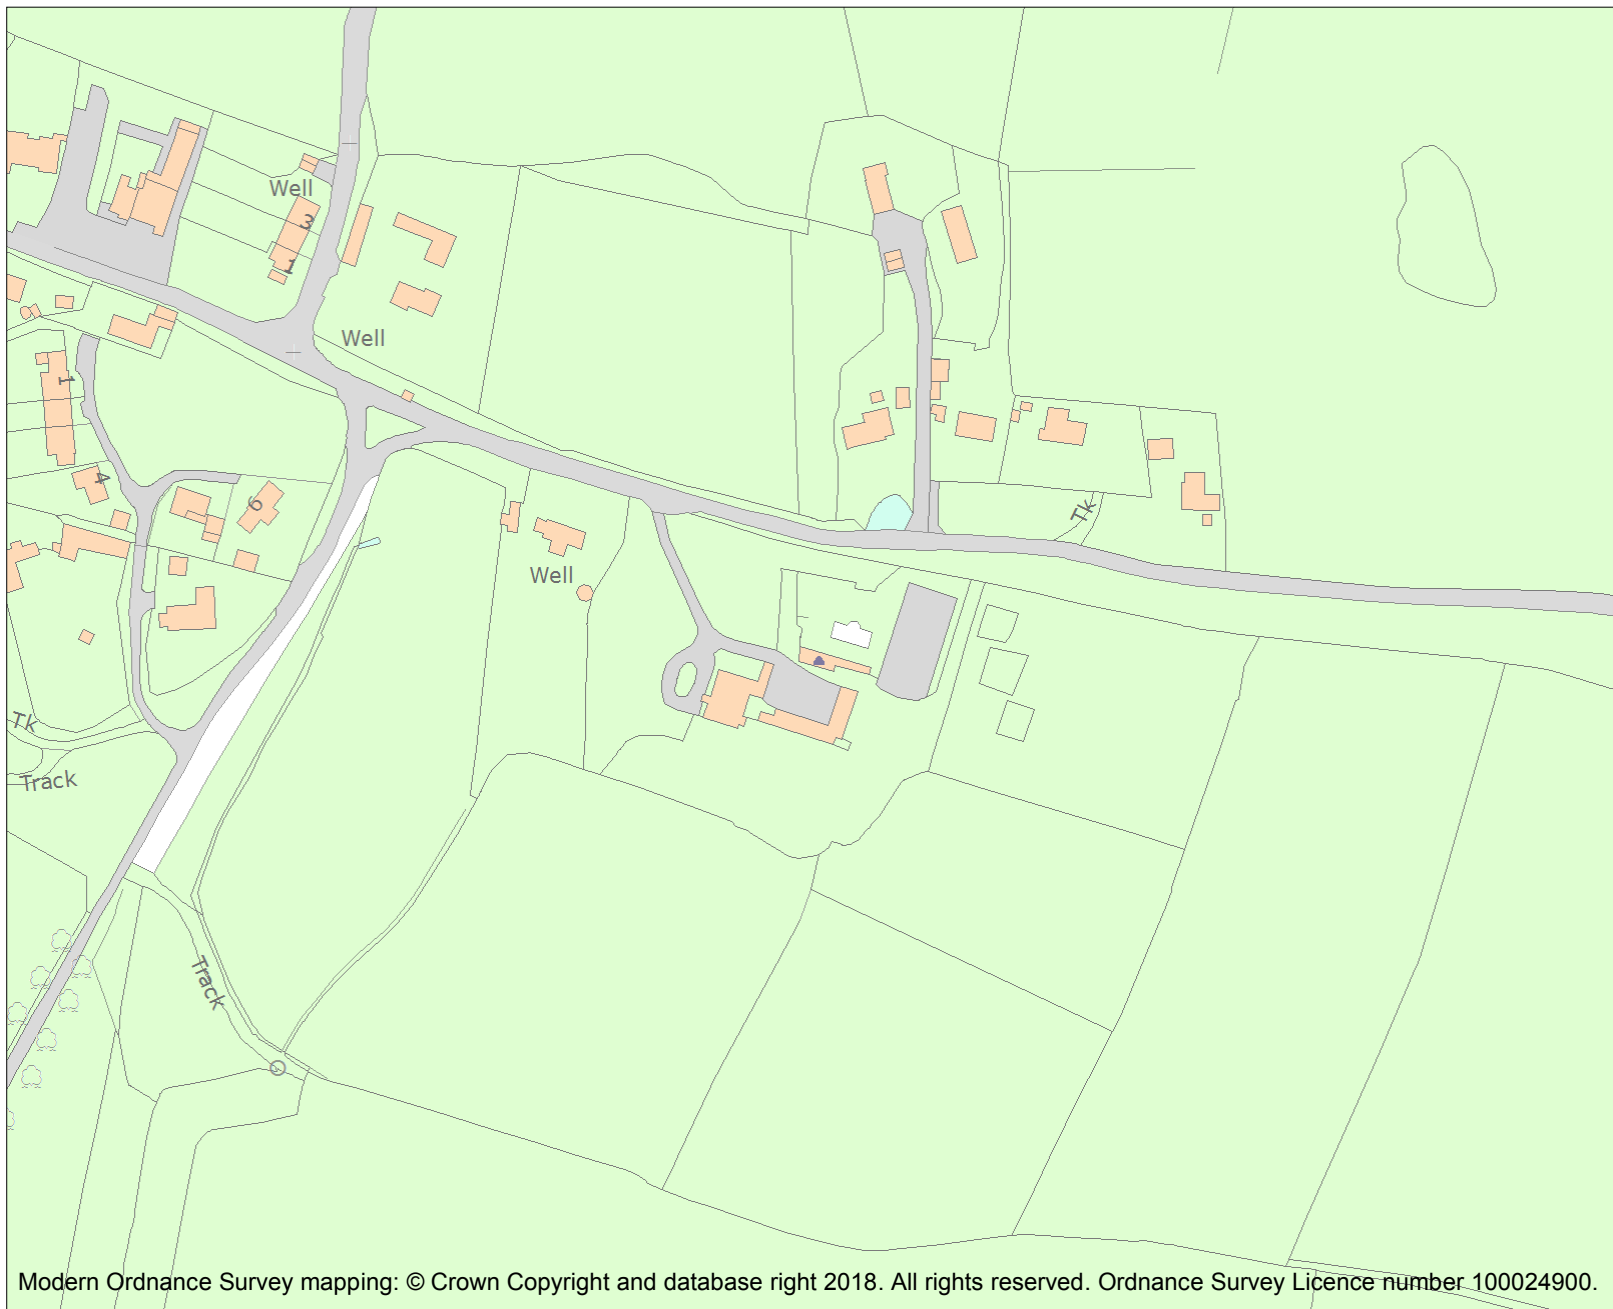 Well
3
1
Well
1
4
6
Tk
Well
Tk
Track
Track
Modern Ordnance Survey mapping: © Crown Copyright and database right 2018. All rights reserved. Ordnance Survey Licence number 100024900.